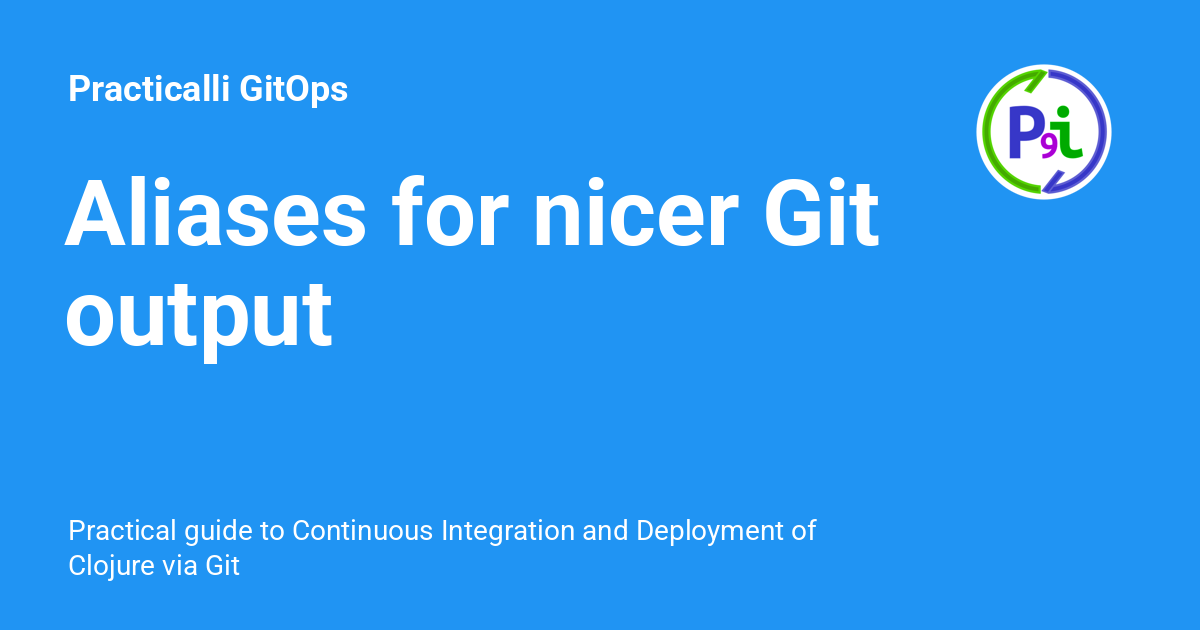 Practicalli GitOps
P9i
Aliases for nicer Git
output
Practical guide to Continuous Integration and Deployment of
Clojure via Git